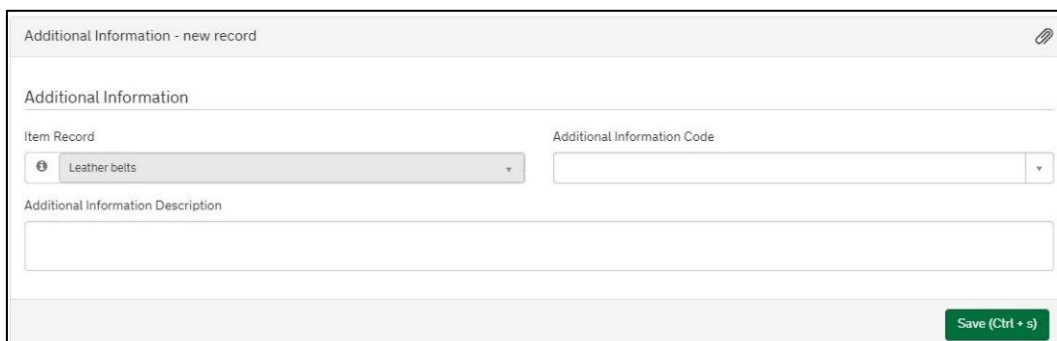 Additional Information - new record
Additional Information
Item Record
Additional Information Code
Leather belts
Additional Information Description
Save (Ctrl + s)